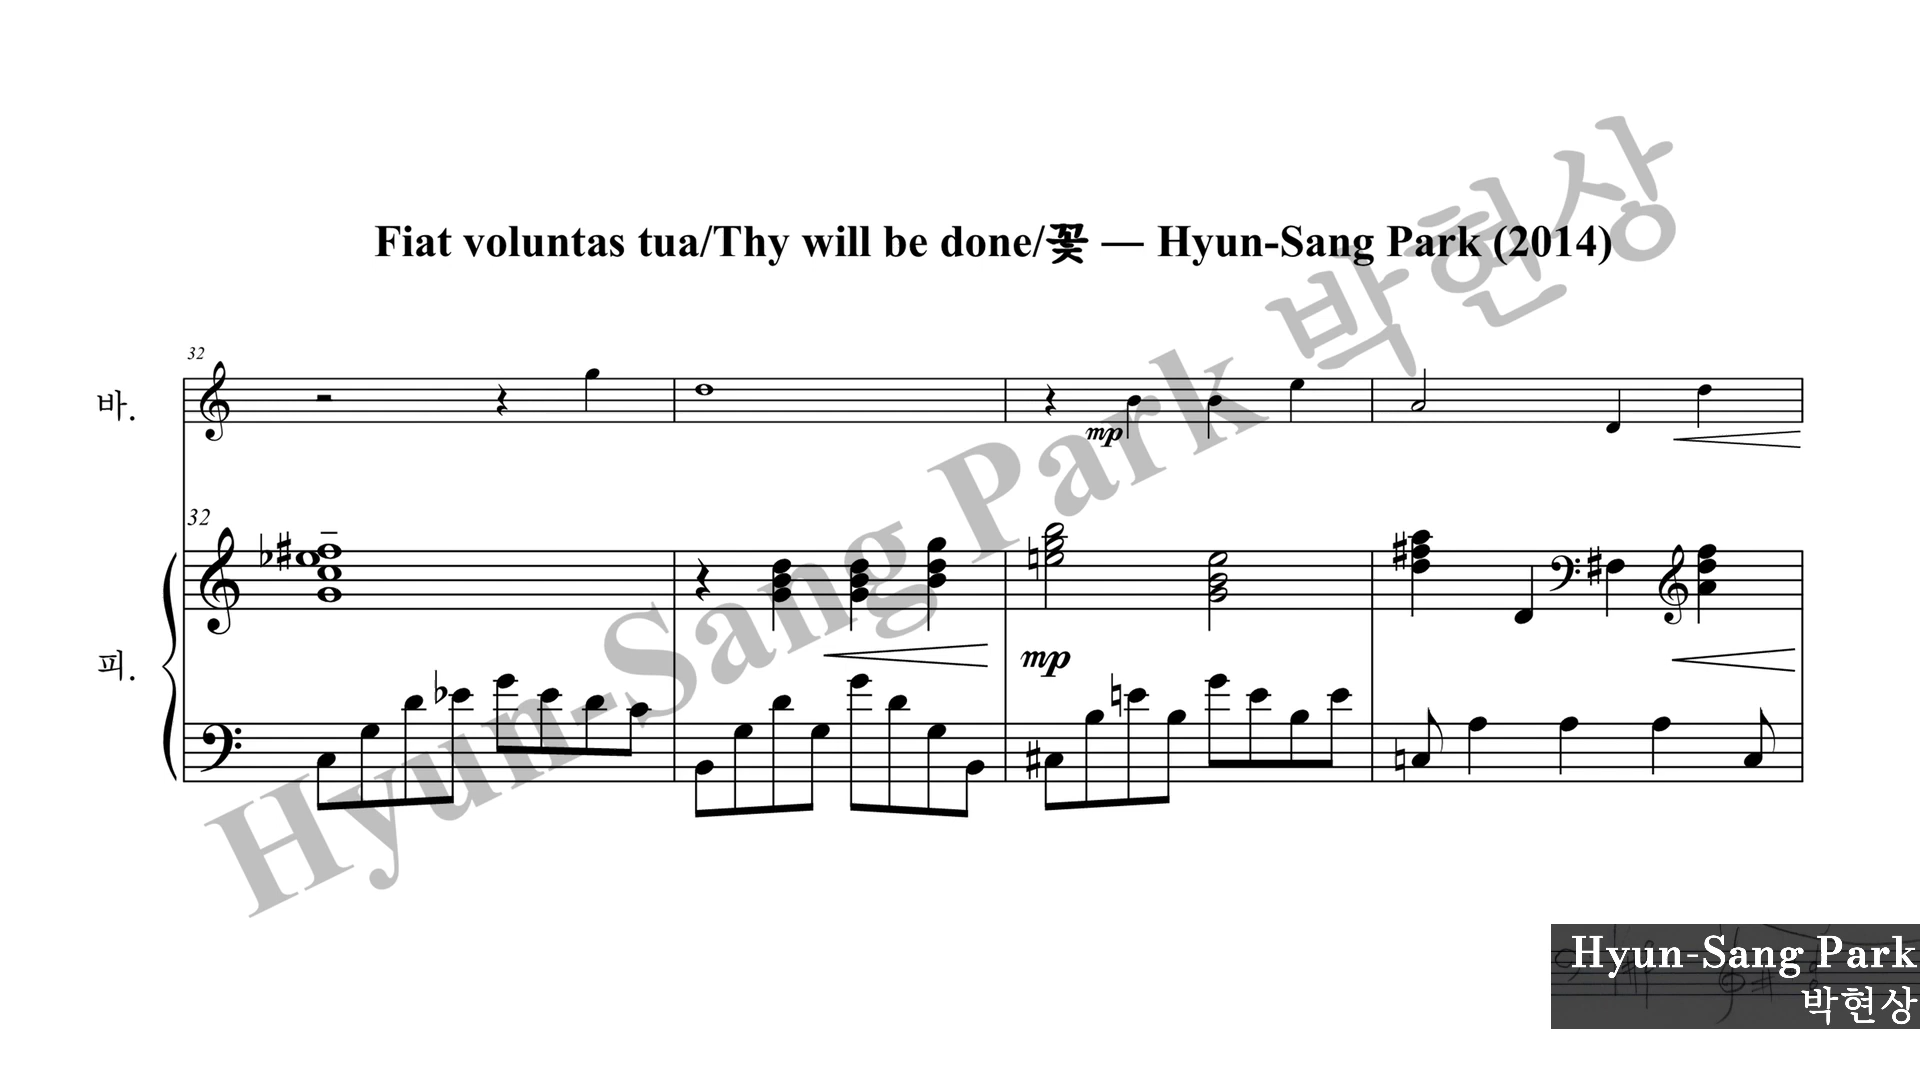 Fiat voluntas tua/Thy will be done/꽃 — Hyun-Sang Park (2014)
32
바.
mp
32
피.
mp
Hyun-Sang Park 박현상
Hyun-Sang Park
박현상